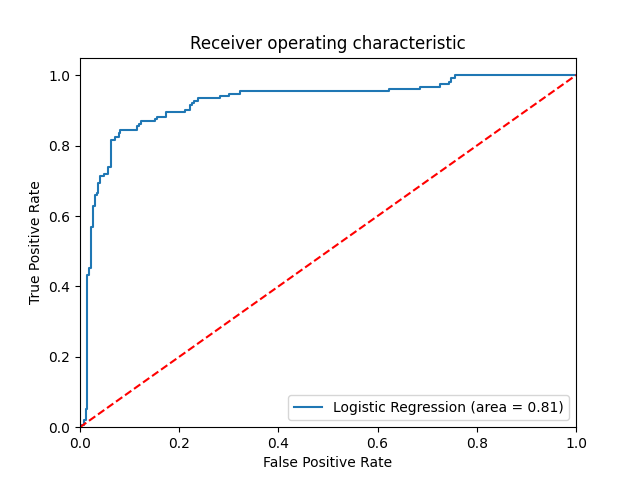 Receiver operating characteristic
1.0
0.8
0.6
0.4
0.2
0.0
True Positive Rate
Logistic Regression (area = 0.81)
0.0 0.2 0.4 0.6 0.8 1.0
False Positive Rate